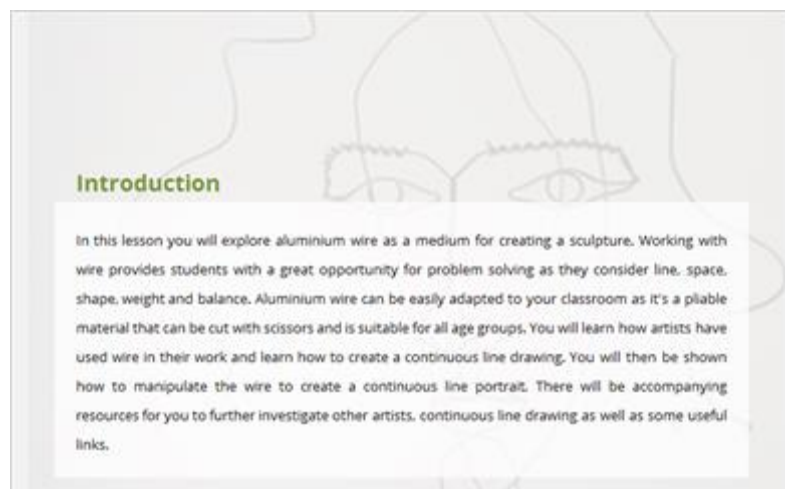 Introduction
In this lesson you will explore aluminium wire as a medium for creating a sculpture. Working with
wire provides students with a great opportunity for problem solving as they consider line, space,
shape, weight and balance. Aluminium wire can be easily adapted to your classroom as it's a pliable
material that can be cut with scissors and is suitable for all age groups. You will learn how artists have
used wire in their work and learn how to create a continuous line drawing. You will then be shown
how to manipulate the wire to create a continuous line portrait. There will be accompanying
resources for you to further investigate other artists, continuous line drawing as well as some useful
links.